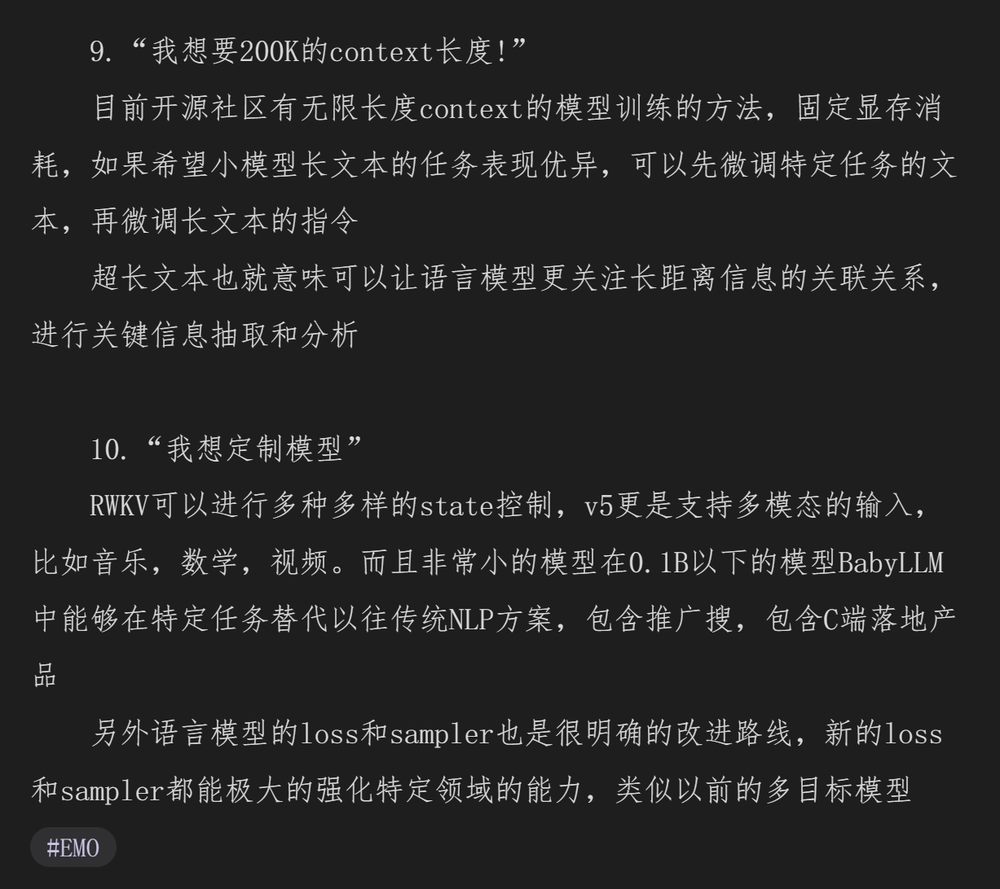 9. “我想要200K的context长度!”
目前开源社区有无限长度context的模型训练的方法，固定显存消
耗，如果希望小模型长文本的任务表现优异，可以先微调特定任务的文
本，再微调长文本的指令
超长文本也就意味可以让语言模型更关注长距离信息的关联关系，
进行关键信息抽取和分析
10. “我想定制模型”
RWKV可以进行多种多样的state控制，v5更是支持多模态的输入，
比如音乐，数学，视频。而且非常小的模型在0.1B以下的模型BabyLLM
中能够在特定任务替代以往传统NLP方案，包含推广搜，包含C端落地产
品
另外语言模型的loss和sampler也是很明确的改进路线，新的loss
和sampler都能极大的强化特定领域的能力，类似以前的多目标模型
#EMO